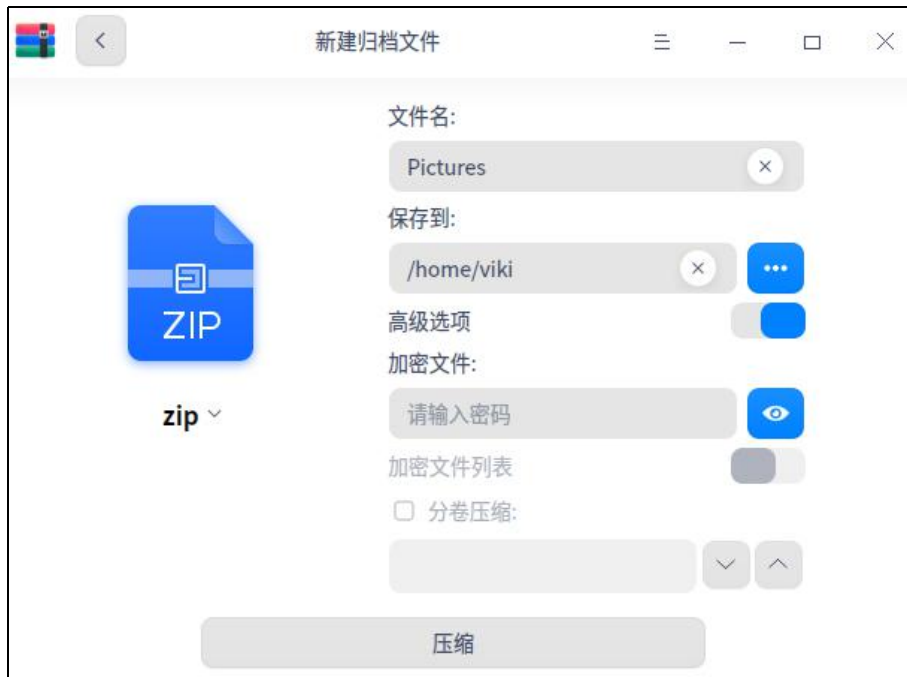 新建归档文件
文件名:
Pictures
保存到:
/home/viki
高级选项
加密文件:
请输入密码
加密文件列表
分卷压缩:
ZIP
zip
压缩